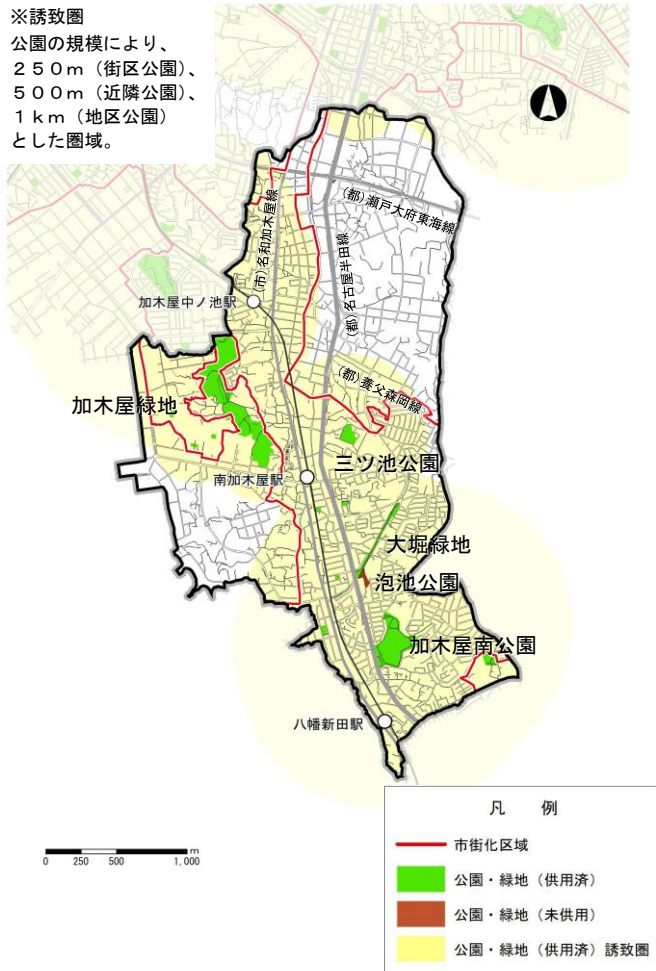 ※誘致圏
公園の規模により、
２５０ｍ（街区公園）、
５００ｍ（近隣公園）、
１ｋｍ（地区公園）
とした圏域。
(都)瀬戸大府東海線
(市)名和加木屋線
(都)名古屋半田線
加木屋中ノ池駅
(都)養父森岡線
加木屋緑地
三ツ池公園
南加木屋駅
大堀緑地
泡池公園
加木屋南公園
八幡新田駅
凡　例
市街化区域
公園・緑地（供用済）
公園・緑地（未供用）
公園・緑地（供用済）誘致圏
m
0 250 500 1,000